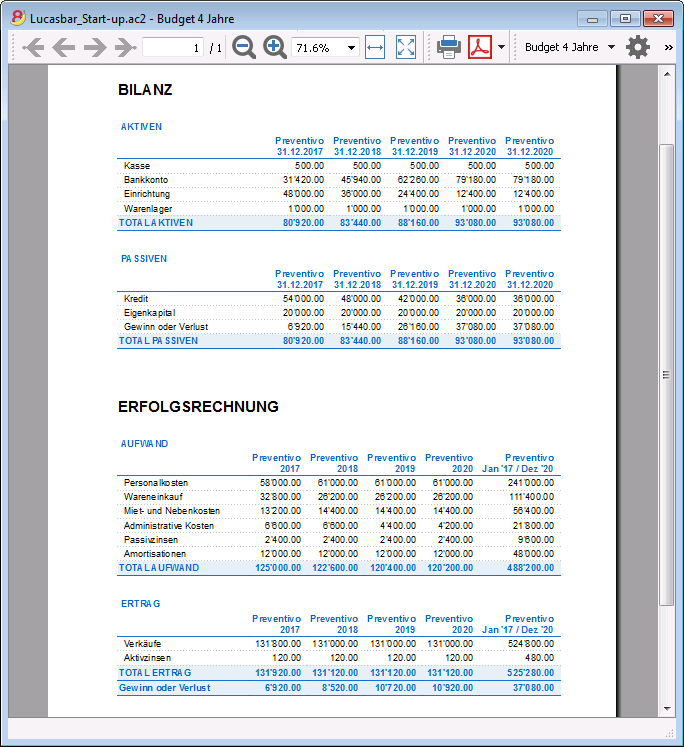 Lucasbar_Start-up.ac2 - Budget 4 Jahre
1 / 1 71.6% Budget 4 Jahre »
BILANZ
AKTIVEN
Preventivo Preventivo Preventivo Preventivo Preventivo
31.12.2017 31.12.2018 31.12.2019 31.12.2020 31.12.2020
Kasse 500.00 500.00 500.00 500.00 500.00
Bankkonto 31'420.00 45'940.00 62'260.00 79'180.00 79'180.00
Einrichtung 48'000.00 36'000.00 24'400.00 12'400.00 12'400.00
Warenlager 1'000.00 1'000.00 1'000.00 1'000.00 1'000.00
TOTAL AKTIVEN 80'920.00 83'440.00 88'160.00 93'080.00 93'080.00
PASSIVEN
Preventivo Preventivo Preventivo Preventivo Preventivo
31.12.2017 31.12.2018 31.12.2019 31.12.2020 31.12.2020
Kredit 54'000.00 48'000.00 42'000.00 36'000.00 36'000.00
Eigenkapital 20'000.00 20'000.00 20'000.00 20'000.00 20'000.00
Gewinn oder Verlust 6'920.00 15'440.00 26'160.00 37'080.00 37'080.00
TOTAL PASSIVEN 80'920.00 83'440.00 88'160.00 93'080.00 93'080.00
ERFOLGSRECHNUNG
AUFWAND
Preventivo Preventivo Preventivo Preventivo Preventivo
2017 2018 2019 2020 Jan '17 / Dez '20
Personalkosten 58'000.00 61'000.00 61'000.00 61'000.00 241'000.00
Wareneinkauf 32'800.00 26'200.00 26'200.00 26'200.00 111'400.00
Miet- und Nebenkosten 13'200.00 14'400.00 14'400.00 14'400.00 56'400.00
Administrative Kosten 6'600.00 6'600.00 4'400.00 4'200.00 21'800.00
Passivzinsen 2'400.00 2'400.00 2'400.00 2'400.00 9'600.00
Amortisationen 12'000.00 12'000.00 12'000.00 12'000.00 48'000.00
TOTAL AUFWAND 125'000.00 122'600.00 120'400.00 120'200.00 488'200.00
ERTRAG
Preventivo Preventivo Preventivo Preventivo Preventivo
2017 2018 2019 2020 Jan '17 / Dez '20
Verkäufe 131'800.00 131'000.00 131'000.00 131'000.00 524'800.00
Aktivzinsen 120.00 120.00 120.00 120.00 480.00
TOTAL ERTRAG 131'920.00 131'120.00 131'120.00 131'120.00 525'280.00
Gewinn oder Verlust 6'920.00 8'520.00 10'720.00 10'920.00 37'080.00